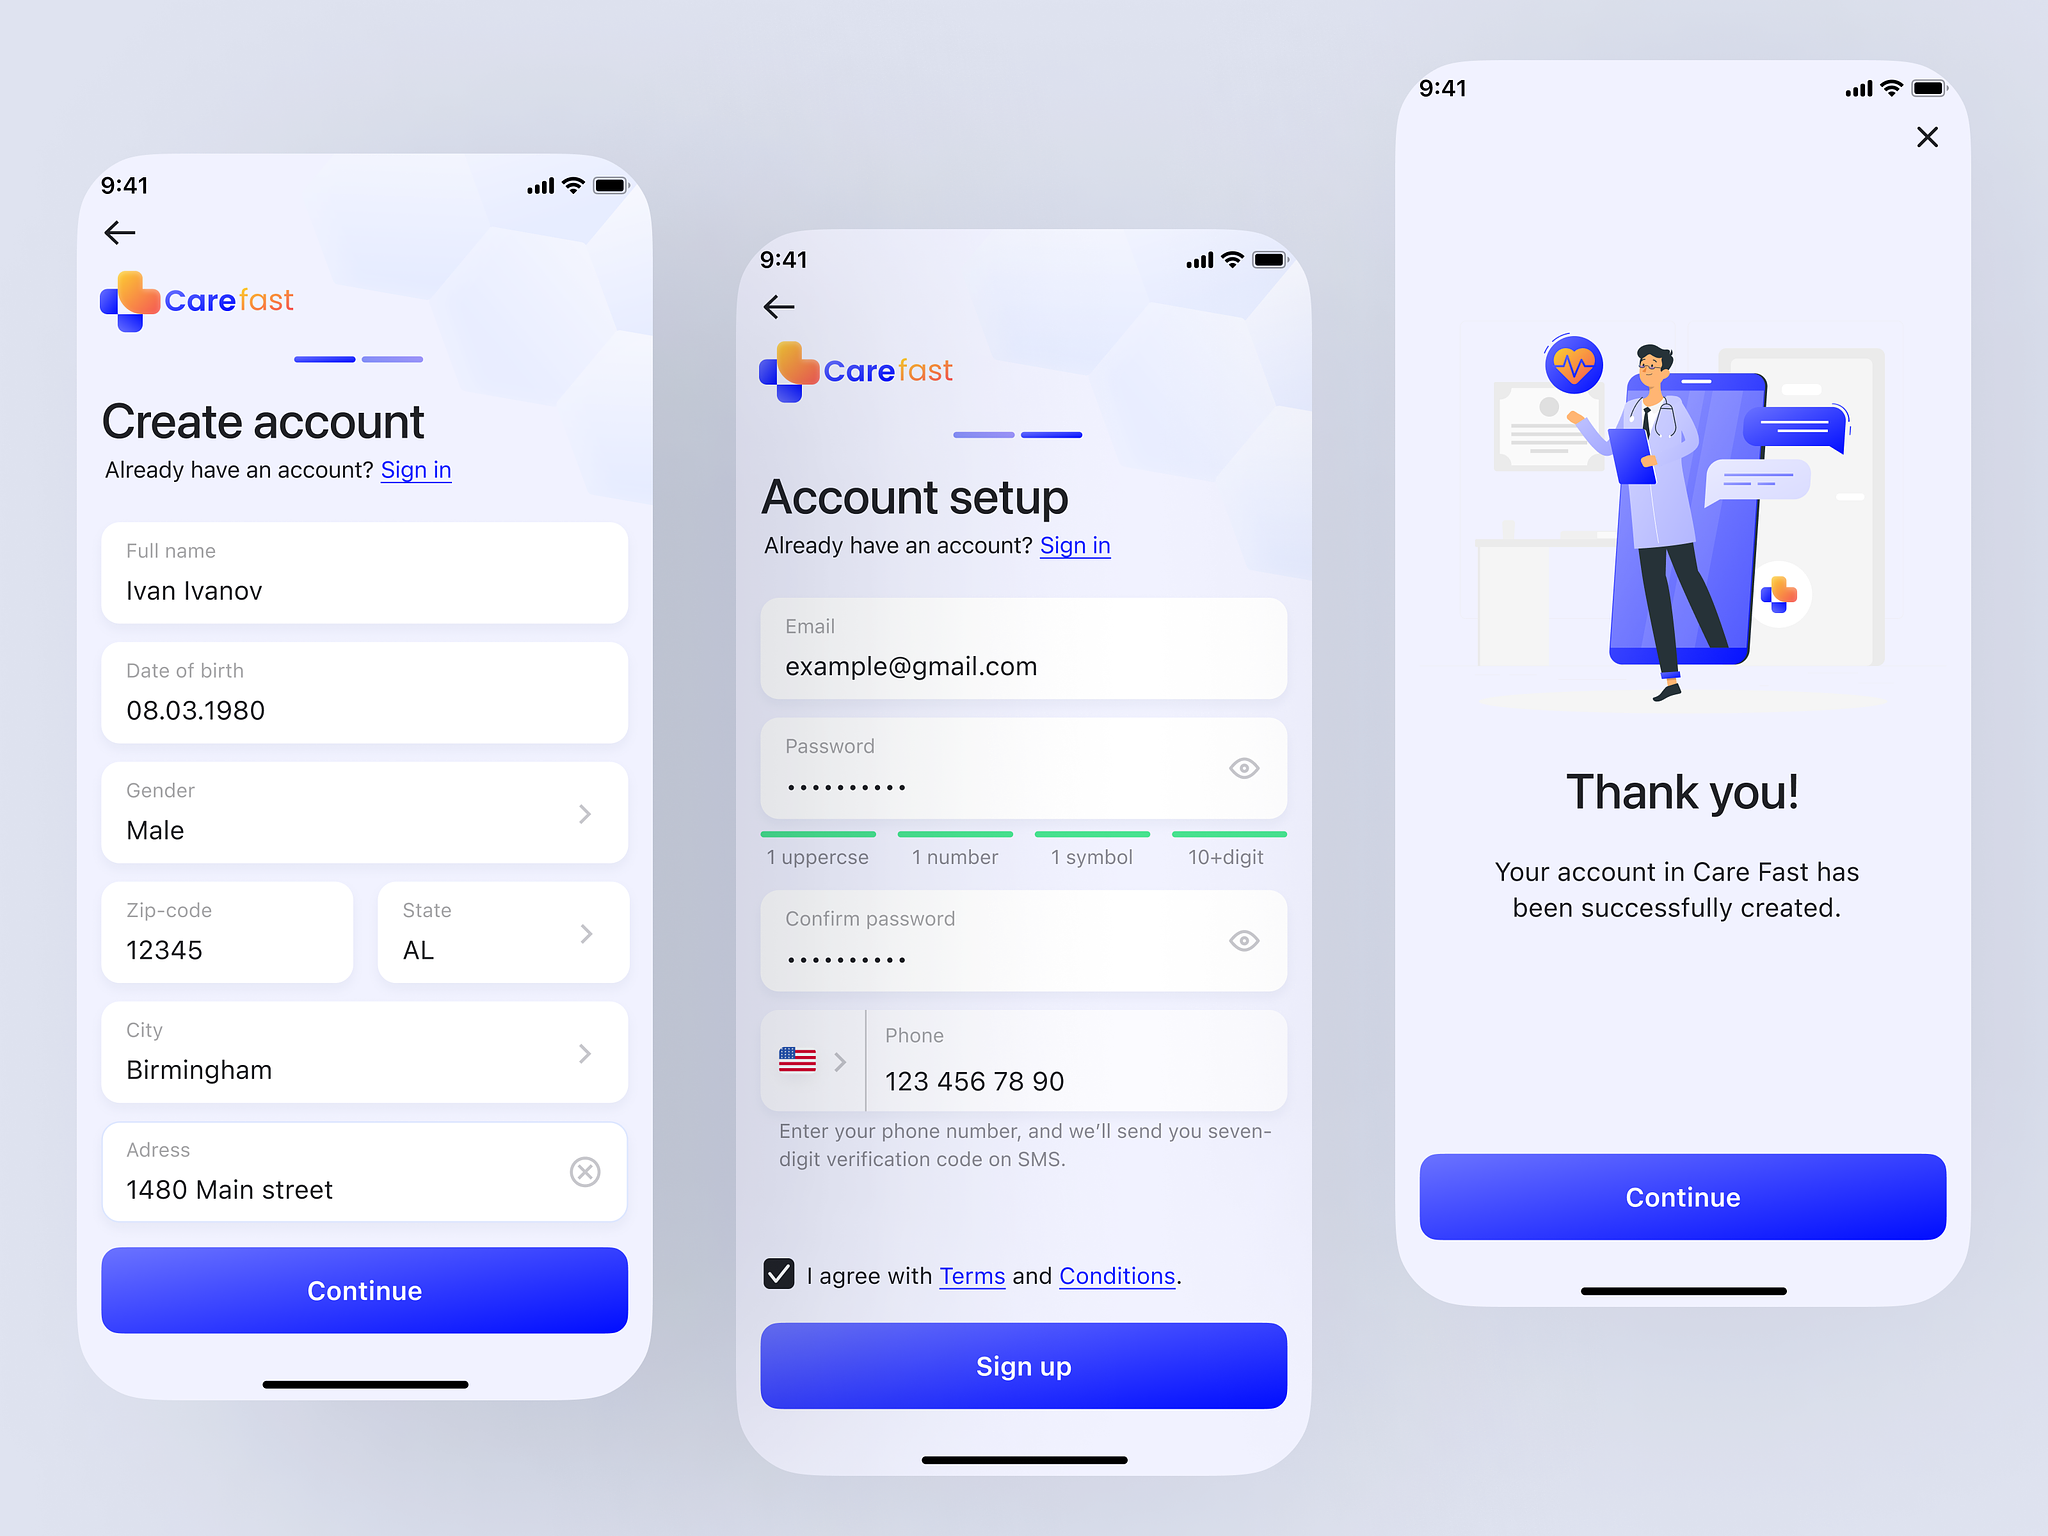 9:41
Carefast
Create account
Already have an account? Sign in
Full name
Ivan Ivanov
Date of birth
08.03.1980
Gender
Male
Zip-code
12345
State
AL
City
Birmingham
Adress
1480 Main street
Continue
9:41
Carefast
Account setup
Already have an account? Sign in
Email
example@gmail.com
Password
••••••••••
1 uppercse
1 number
1 symbol
10+digit
Confirm password
••••••••••
Phone
123 456 78 90
Enter your phone number, and we’ll send you seven-
digit verification code on SMS.
I agree with Terms and Conditions.
Sign up
9:41
Thank you!
Your account in Care Fast has
been successfully created.
Continue